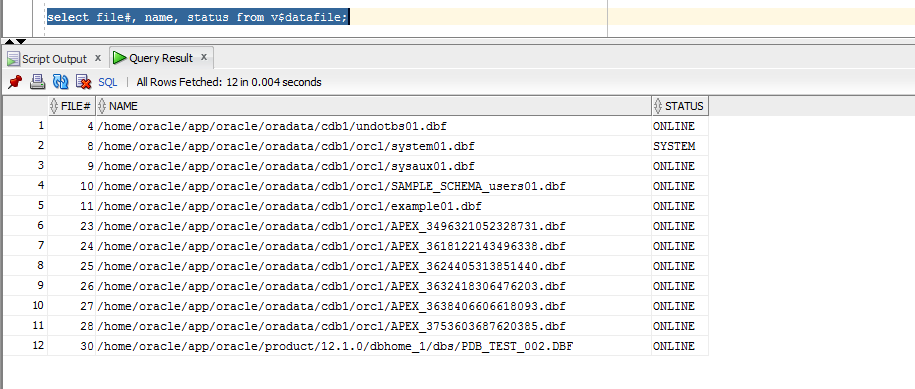 select file#, name, status from v$datafile;
Script Output x Query Result x
SQL | All Rows Fetched: 12 in 0.004 seconds
FILE# NAME STATUS
1 4 /home/oracle/app/oracle/oradata/cdb1/undotbs01.dbf ONLINE
2 8 /home/oracle/app/oracle/oradata/cdb1/orcl/system01.dbf SYSTEM
3 9 /home/oracle/app/oracle/oradata/cdb1/orcl/sysaux01.dbf ONLINE
4 10 /home/oracle/app/oracle/oradata/cdb1/orcl/SAMPLE_SCHEMA_users01.dbf ONLINE
5 11 /home/oracle/app/oracle/oradata/cdb1/orcl/example01.dbf ONLINE
6 23 /home/oracle/app/oracle/oradata/cdb1/orcl/APEX_3496321052328731.dbf ONLINE
7 24 /home/oracle/app/oracle/oradata/cdb1/orcl/APEX_3618122143496338.dbf ONLINE
8 25 /home/oracle/app/oracle/oradata/cdb1/orcl/APEX_3624405313851440.dbf ONLINE
9 26 /home/oracle/app/oracle/oradata/cdb1/orcl/APEX_3632418306476203.dbf ONLINE
10 27 /home/oracle/app/oracle/oradata/cdb1/orcl/APEX_3638406606618093.dbf ONLINE
11 28 /home/oracle/app/oracle/oradata/cdb1/orcl/APEX_3753603687620385.dbf ONLINE
12 30 /home/oracle/app/oracle/product/12.1.0/dbhome_1/dbs/PDB_TEST_002.DBF ONLINE